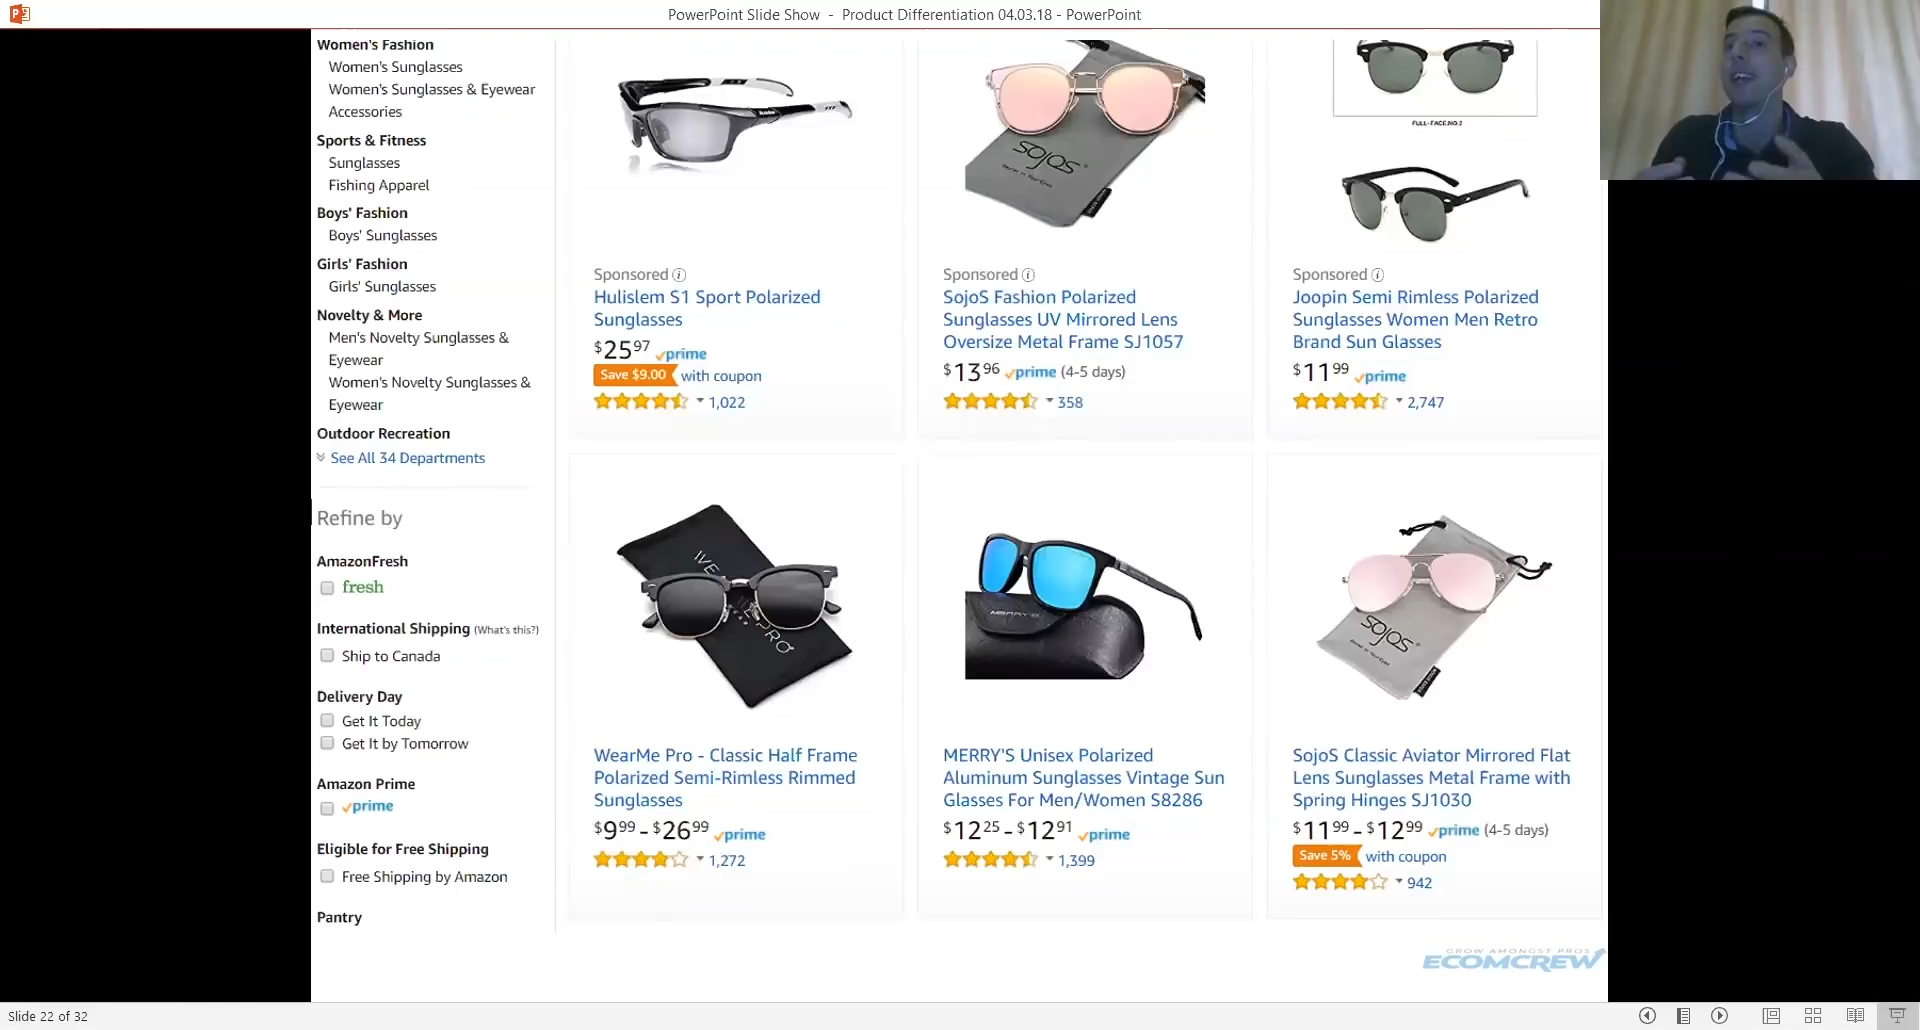 PowerPoint Slide Show - Product Differentiation 04.03.18 - PowerPoint
Women's Fashion
Women's Sunglasses
Women's Sunglasses & Eyewear
Accessories
Sports & Fitness
Sunglasses
Fishing Apparel
Boys' Fashion
Boys' Sunglasses
Girls' Fashion
Girls' Sunglasses
Novelty & More
Men's Novelty Sunglasses &
Eyewear
Women's Novelty Sunglasses &
Eyewear
Outdoor Recreation
See All 34 Departments
Refine by
AmazonFresh
fresh
International Shipping (What's this?)
Ship to Canada
Delivery Day
Get It Today
Get It by Tomorrow
Amazon Prime
prime
Eligible for Free Shipping
Free Shipping by Amazon
Pantry
Sponsored
Hulislem S1 Sport Polarized
Sunglasses
$25.97 prime
Save $9.00 with coupon
1,022
SOJOS
Sponsored
SojoS Fashion Polarized
Sunglasses UV Mirrored Lens
Oversize Metal Frame SJ1057
$13.96 prime (4-5 days)
358
FULL-FACE.NO.2
Sponsored
Joopin Semi Rimless Polarized
Sunglasses Women Men Retro
Brand Sun Glasses
$11.99 prime
2,747
WearMe Pro - Classic Half Frame
Polarized Semi-Rimless Rimmed
Sunglasses
$9.99 - $26.99 prime
1,272
MERRY'S
MERRY'S Unisex Polarized
Aluminum Sunglasses Vintage Sun
Glasses For Men/Women S8286
$12.25 - $12.91 prime
1,399
SOJOS
SojoS Classic Aviator Mirrored Flat
Lens Sunglasses Metal Frame with
Spring Hinges SJ1030
$11.99 - $12.99 prime (4-5 days)
Save 5% with coupon
942
GROW AMONGST PROS
ECOMCREW
Slide 22 of 32